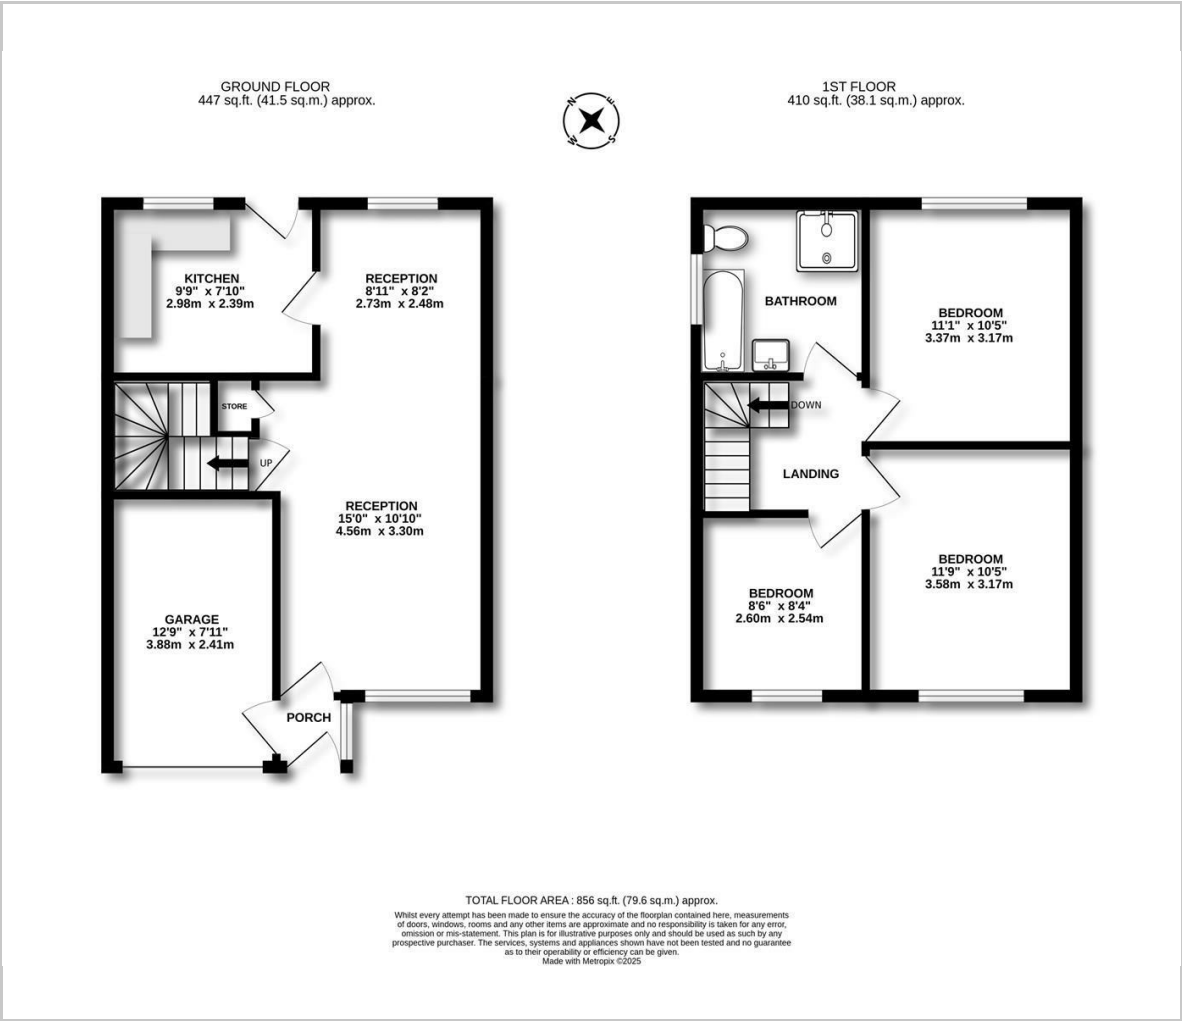 GROUND FLOOR
447 sq.ft. (41.5 sq.m.) approx.
N
E
S
W
1ST FLOOR
410 sq.ft. (38.1 sq.m.) approx.
KITCHEN
9'9" x 7'10"
2.98m x 2.39m
RECEPTION
8'11" x 8'2"
2.73m x 2.48m
STORE
UP
RECEPTION
15'0" x 10'10"
4.56m x 3.30m
GARAGE
12'9" x 7'11"
3.88m x 2.41m
PORCH
BATHROOM
BEDROOM
11'1" x 10'5"
3.37m x 3.17m
DOWN
LANDING
BEDROOM
11'9" x 10'5"
3.58m x 3.17m
BEDROOM
8'6" x 8'4"
2.60m x 2.54m
TOTAL FLOOR AREA : 856 sq.ft. (79.6 sq.m.) approx.
Whilst every attempt has been made to ensure the accuracy of the floorplan contained here, measurements
of doors, windows, rooms and any other items are approximate and no responsibility is taken for any error,
omission or mis-statement. This plan is for illustrative purposes only and should be used as such by any
prospective purchaser. The services, systems and appliances shown have not been tested and no guarantee
as to their operability or efficiency can be given.
Made with Metropix ©2025